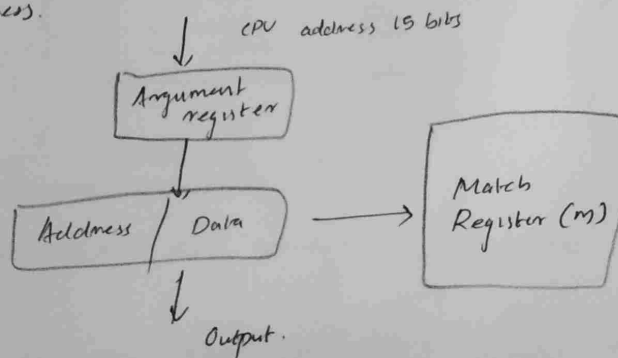 CPU address 15 bits
Argument
register
Address / Data
Match
Register (m)
Output.